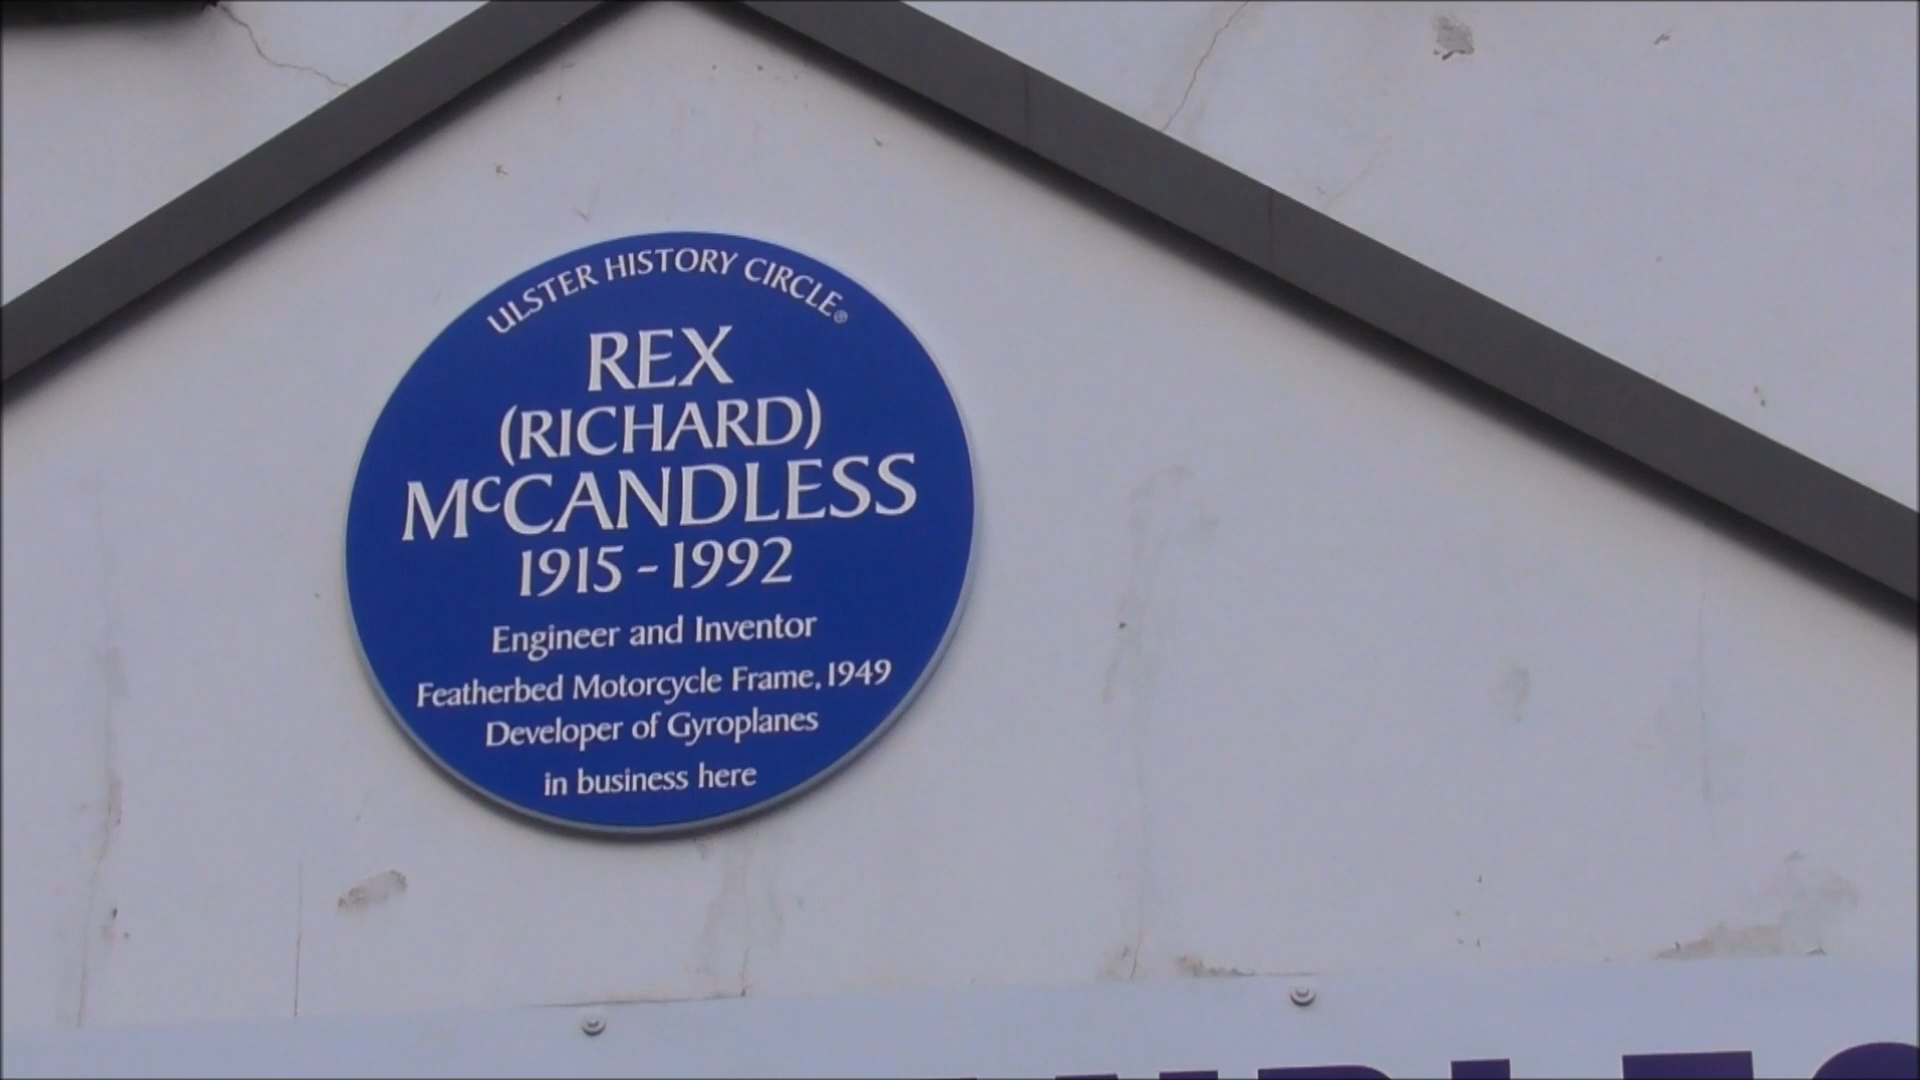 ULSTER HISTORY CIRCLE®
REX
(RICHARD)
McCANDLESS
1915 - 1992
Engineer and Inventor
Featherbed Motorcycle Frame, 1949
Developer of Gyroplanes
in business here